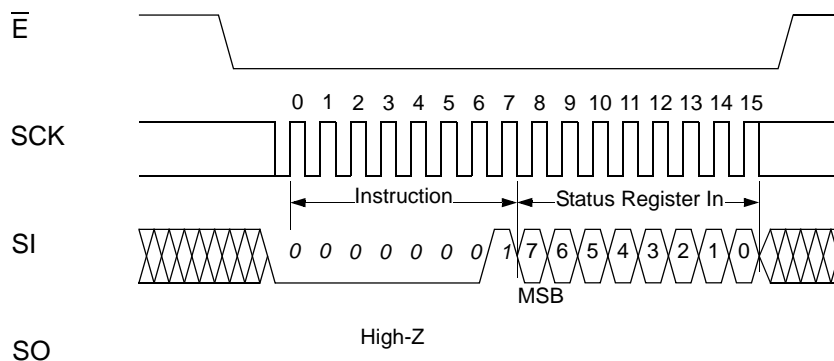 E
0 1 2 3 4 5 6 7 8 9 10 11 12 13 14 15
SCK
Instruction Status Register In
SI 0 0 0 0 0 0 0 1 7 6 5 4 3 2 1 0
MSB
High-Z
SO